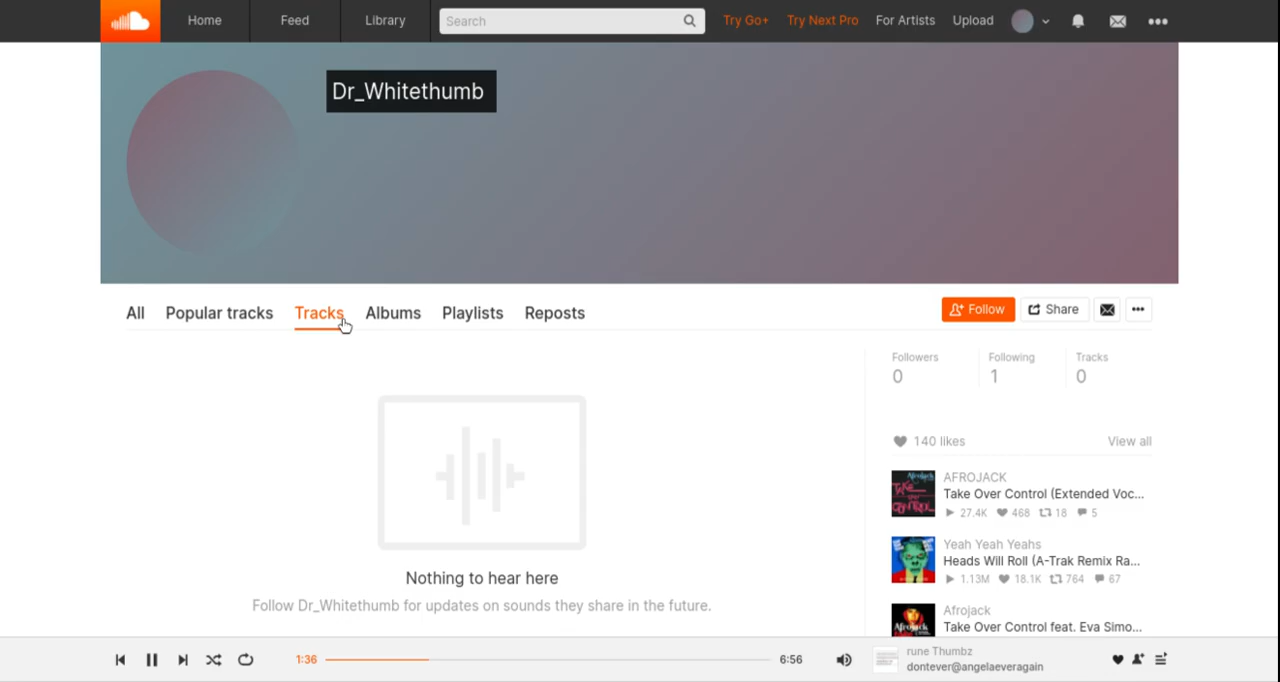 Home Feed Library Search Try Go+ Try Next Pro For Artists Upload
Dr_Whitethumb
All Popular tracks Tracks Albums Playlists Reposts Follow Share
Followers Following Tracks
0 1 0
140 likes View all
AFROJACK
Take Over Control (Extended Voc...
27.4K 468 18 5
Yeah Yeah Yeahs
Heads Will Roll (A-Trak Remix Ra...
1.13M 18.1K 764 67
Afrojack
Take Over Control feat. Eva Simo...
Nothing to hear here
Follow Dr_Whitethumb for updates on sounds they share in the future.
1:36 6:56
rune Thumbz
dontever@angelaeveragain